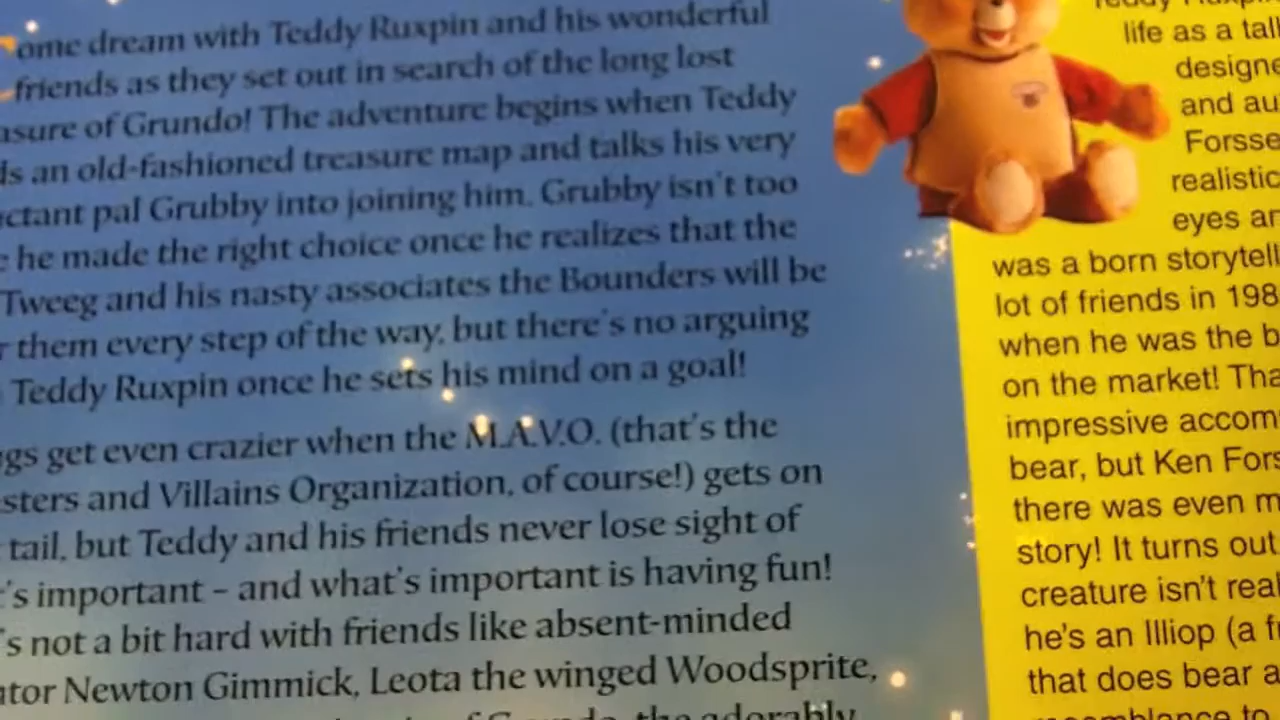 ome dream with Teddy Ruxpin and his wonderful
friends as they set out in search of the long lost
asure of Grundo! The adventure begins when Teddy
ds an old-fashioned treasure map and talks his very
ctant pal Grubby into joining him. Grubby isn't too
e he made the right choice once he realizes that the
Tweeg and his nasty associates the Bounders will be
r them every step of the way, but there's no arguing
Teddy Ruxpin once he sets his mind on a goal!
gs get even crazier when the M.A.V.O. (that's the
sters and Villains Organization, of course!) gets on
tail, but Teddy and his friends never lose sight of
t's important – and what's important is having fun!
's not a bit hard with friends like absent-minded
ntor Newton Gimmick, Leota the winged Woodsprite,
of Grundo, the adorably
life as a tal
designe
and au
Forsse
realistic
eyes ar
was a born storytell
lot of friends in 198
when he was the b
on the market! Tha
impressive accom
bear, but Ken Fors
there was even m
story! It turns out
creature isn't real
he's an Illiop (a f
that does bear a
resemblance to